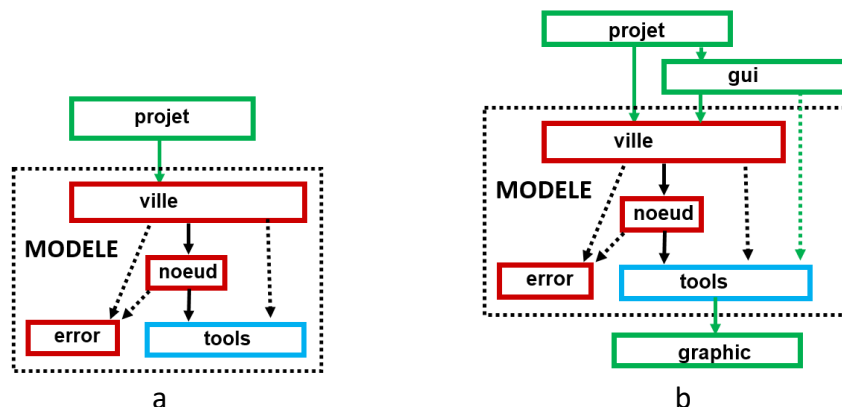 projet
ville
MODELE
noeud
error
tools
a
projet
gui
ville
MODELE
noeud
error
tools
graphic
b